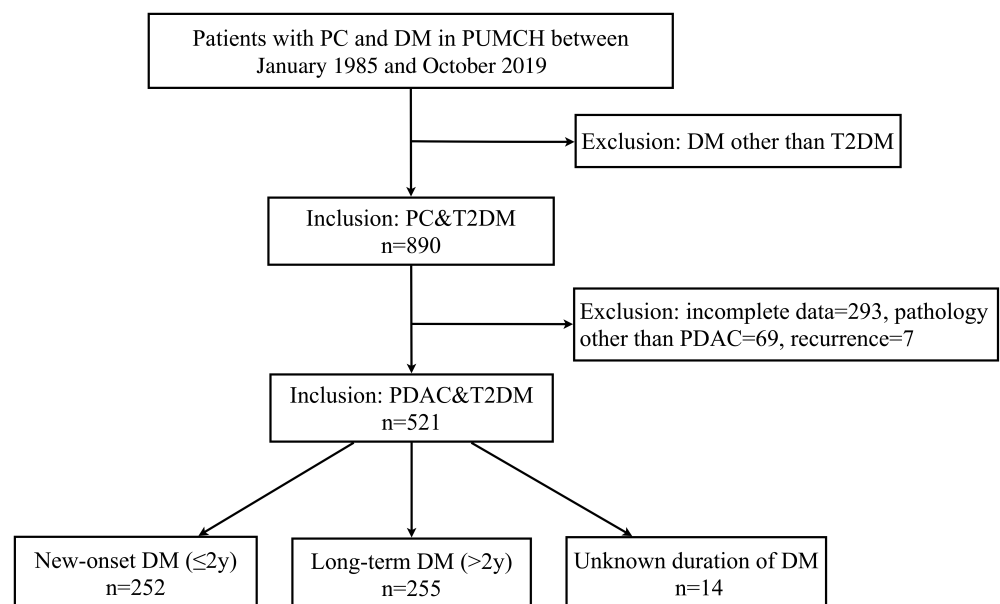 Patients with PC and DM in PUMCH between
January 1985 and October 2019
Exclusion: DM other than T2DM
Inclusion: PC&T2DM
n=890
Exclusion: incomplete data=293, pathology
other than PDAC=69, recurrence=7
Inclusion: PDAC&T2DM
n=521
New-onset DM (≤2y)
n=252
Long-term DM (>2y)
n=255
Unknown duration of DM
n=14